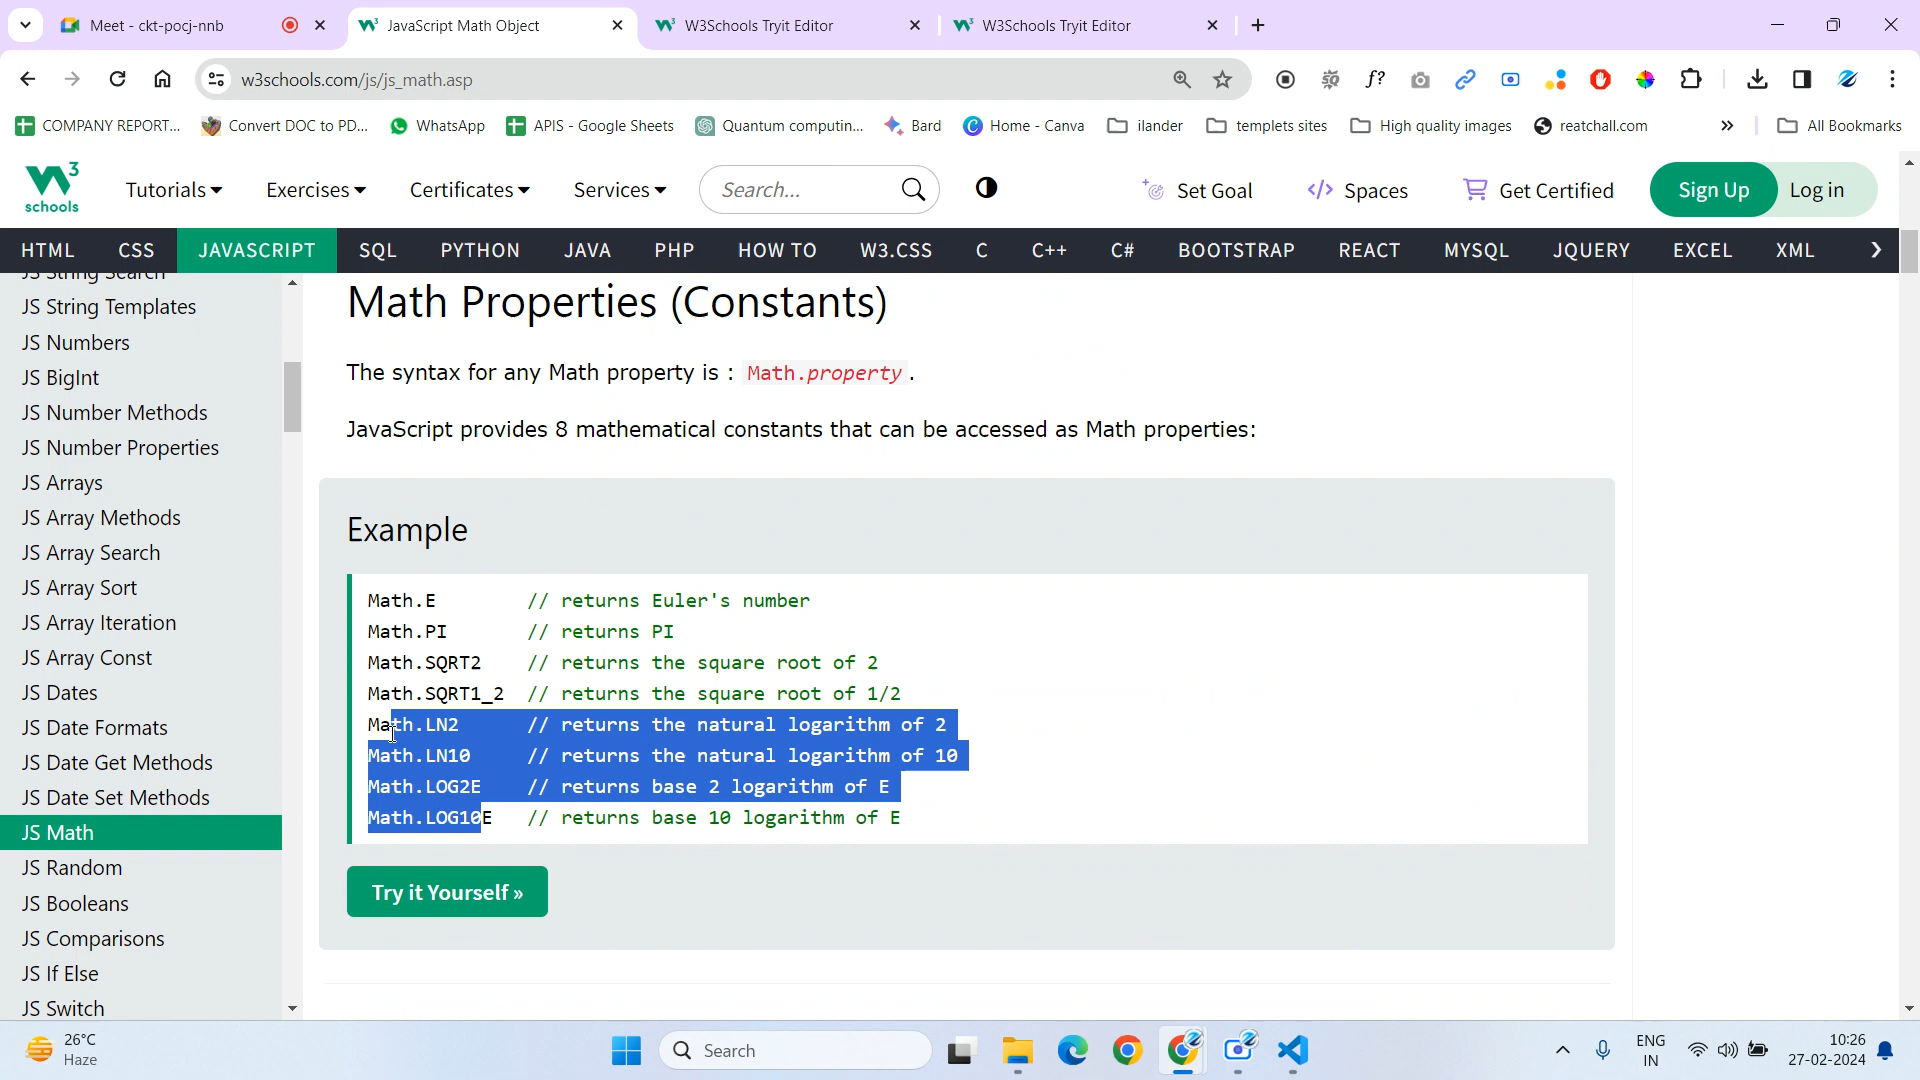 Meet - ckt-pocj-nnb
JavaScript Math Object
W3Schools Tryit Editor
W3Schools Tryit Editor
w3schools.com/js/js_math.asp
f?
COMPANY REPORT...
Convert DOC to PD...
WhatsApp
APIS - Google Sheets
Quantum computin...
Bard
Home - Canva
ilander
templets sites
High quality images
reatchall.com
All Bookmarks
W3
schools
Tutorials
Exercises
Certificates
Services
Search...
Set Goal
Spaces
Get Certified
Sign Up
Log in
HTML
CSS
JAVASCRIPT
SQL
PYTHON
JAVA
PHP
HOW TO
W3.CSS
C
C++
C#
BOOTSTRAP
REACT
MYSQL
JQUERY
EXCEL
XML
JS String Search
JS String Templates
JS Numbers
JS BigInt
JS Number Methods
JS Number Properties
JS Arrays
JS Array Methods
JS Array Search
JS Array Sort
JS Array Iteration
JS Array Const
JS Dates
JS Date Formats
JS Date Get Methods
JS Date Set Methods
JS Math
JS Random
JS Booleans
JS Comparisons
JS If Else
JS Switch
Math Properties (Constants)
The syntax for any Math property is : Math.property.
JavaScript provides 8 mathematical constants that can be accessed as Math properties:
Example
Math.E // returns Euler's number
Math.PI // returns PI
Math.SQRT2 // returns the square root of 2
Math.SQRT1_2 // returns the square root of 1/2
Math.LN2 // returns the natural logarithm of 2
Math.LN10 // returns the natural logarithm of 10
Math.LOG2E // returns base 2 logarithm of E
Math.LOG10E // returns base 10 logarithm of E
Try it Yourself »
26°C
Haze
Search
ENG
IN
10:26
27-02-2024